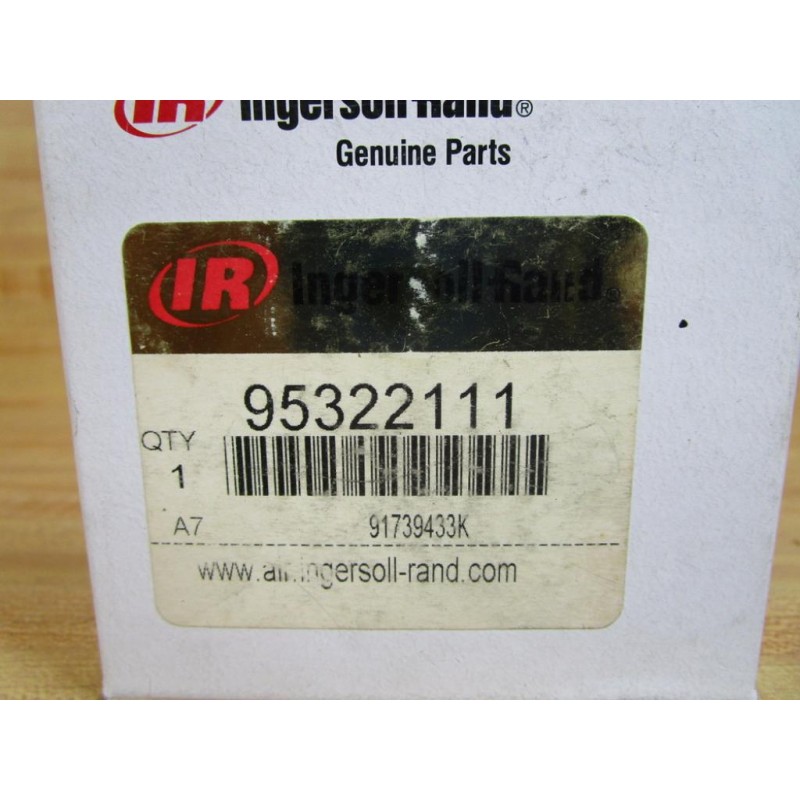 IR Ingersoll-Rand®
Genuine Parts
IR Ingersoll-Rand®
95322111
QTY
1
A7 91739433K
www.air.ingersoll-rand.com